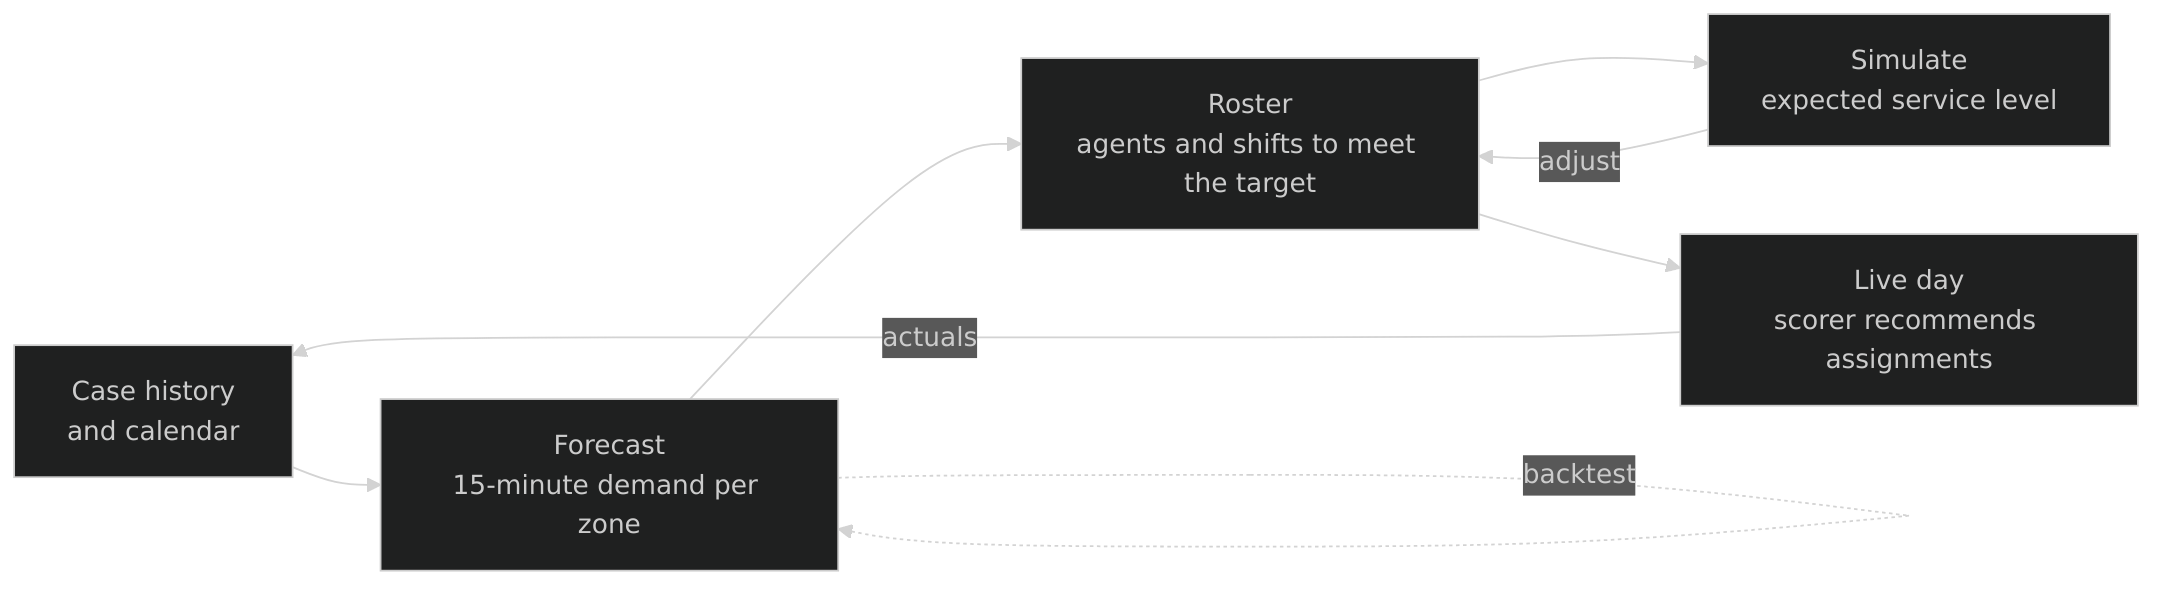 Simulate
expected service level
Roster
agents and shifts to meet
the target
adjust
Live day
scorer recommends
assignments
actuals
Case history
and calendar
Forecast
15-minute demand per
zone
backtest